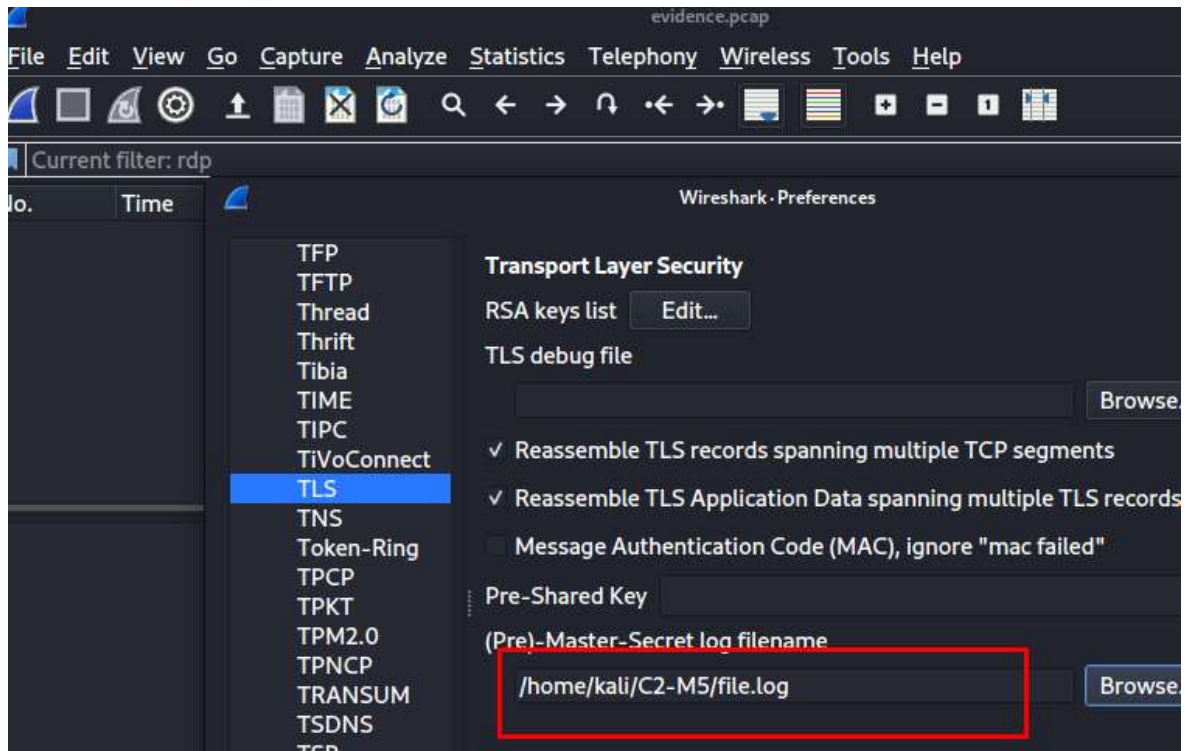 evidence.pcap
File Edit View Go Capture Analyze Statistics Telephony Wireless Tools Help
Current filter: rdp
No. Time
Wireshark · Preferences
TFP
TFTP
Thread
Thrift
Tibia
TIME
TIPC
TiVoConnect
TLS
TNS
Token-Ring
TPCP
TPKT
TPM2.0
TPNCP
TRANSUM
TSDNS
TSP
Transport Layer Security
RSA keys list Edit...
TLS debug file
Browse.
Reassemble TLS records spanning multiple TCP segments
Reassemble TLS Application Data spanning multiple TLS records
Message Authentication Code (MAC), ignore "mac failed"
Pre-Shared Key
(Pre)-Master-Secret log filename
/home/kali/C2-M5/file.log Browse.